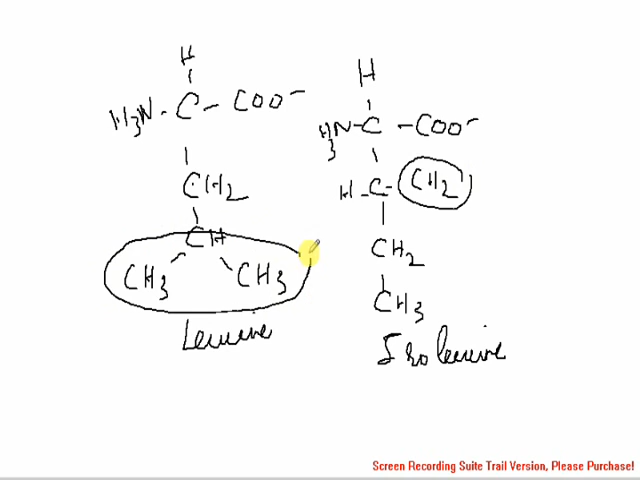 H
H₃N - C - COO⁻
CH2
CH
CH3 CH3
Leucine
H
H₃N - C - COO⁻
H - C - CH2
CH2
CH3
Isoleucine
Screen Recording Suite Trail Version, Please Purchase!